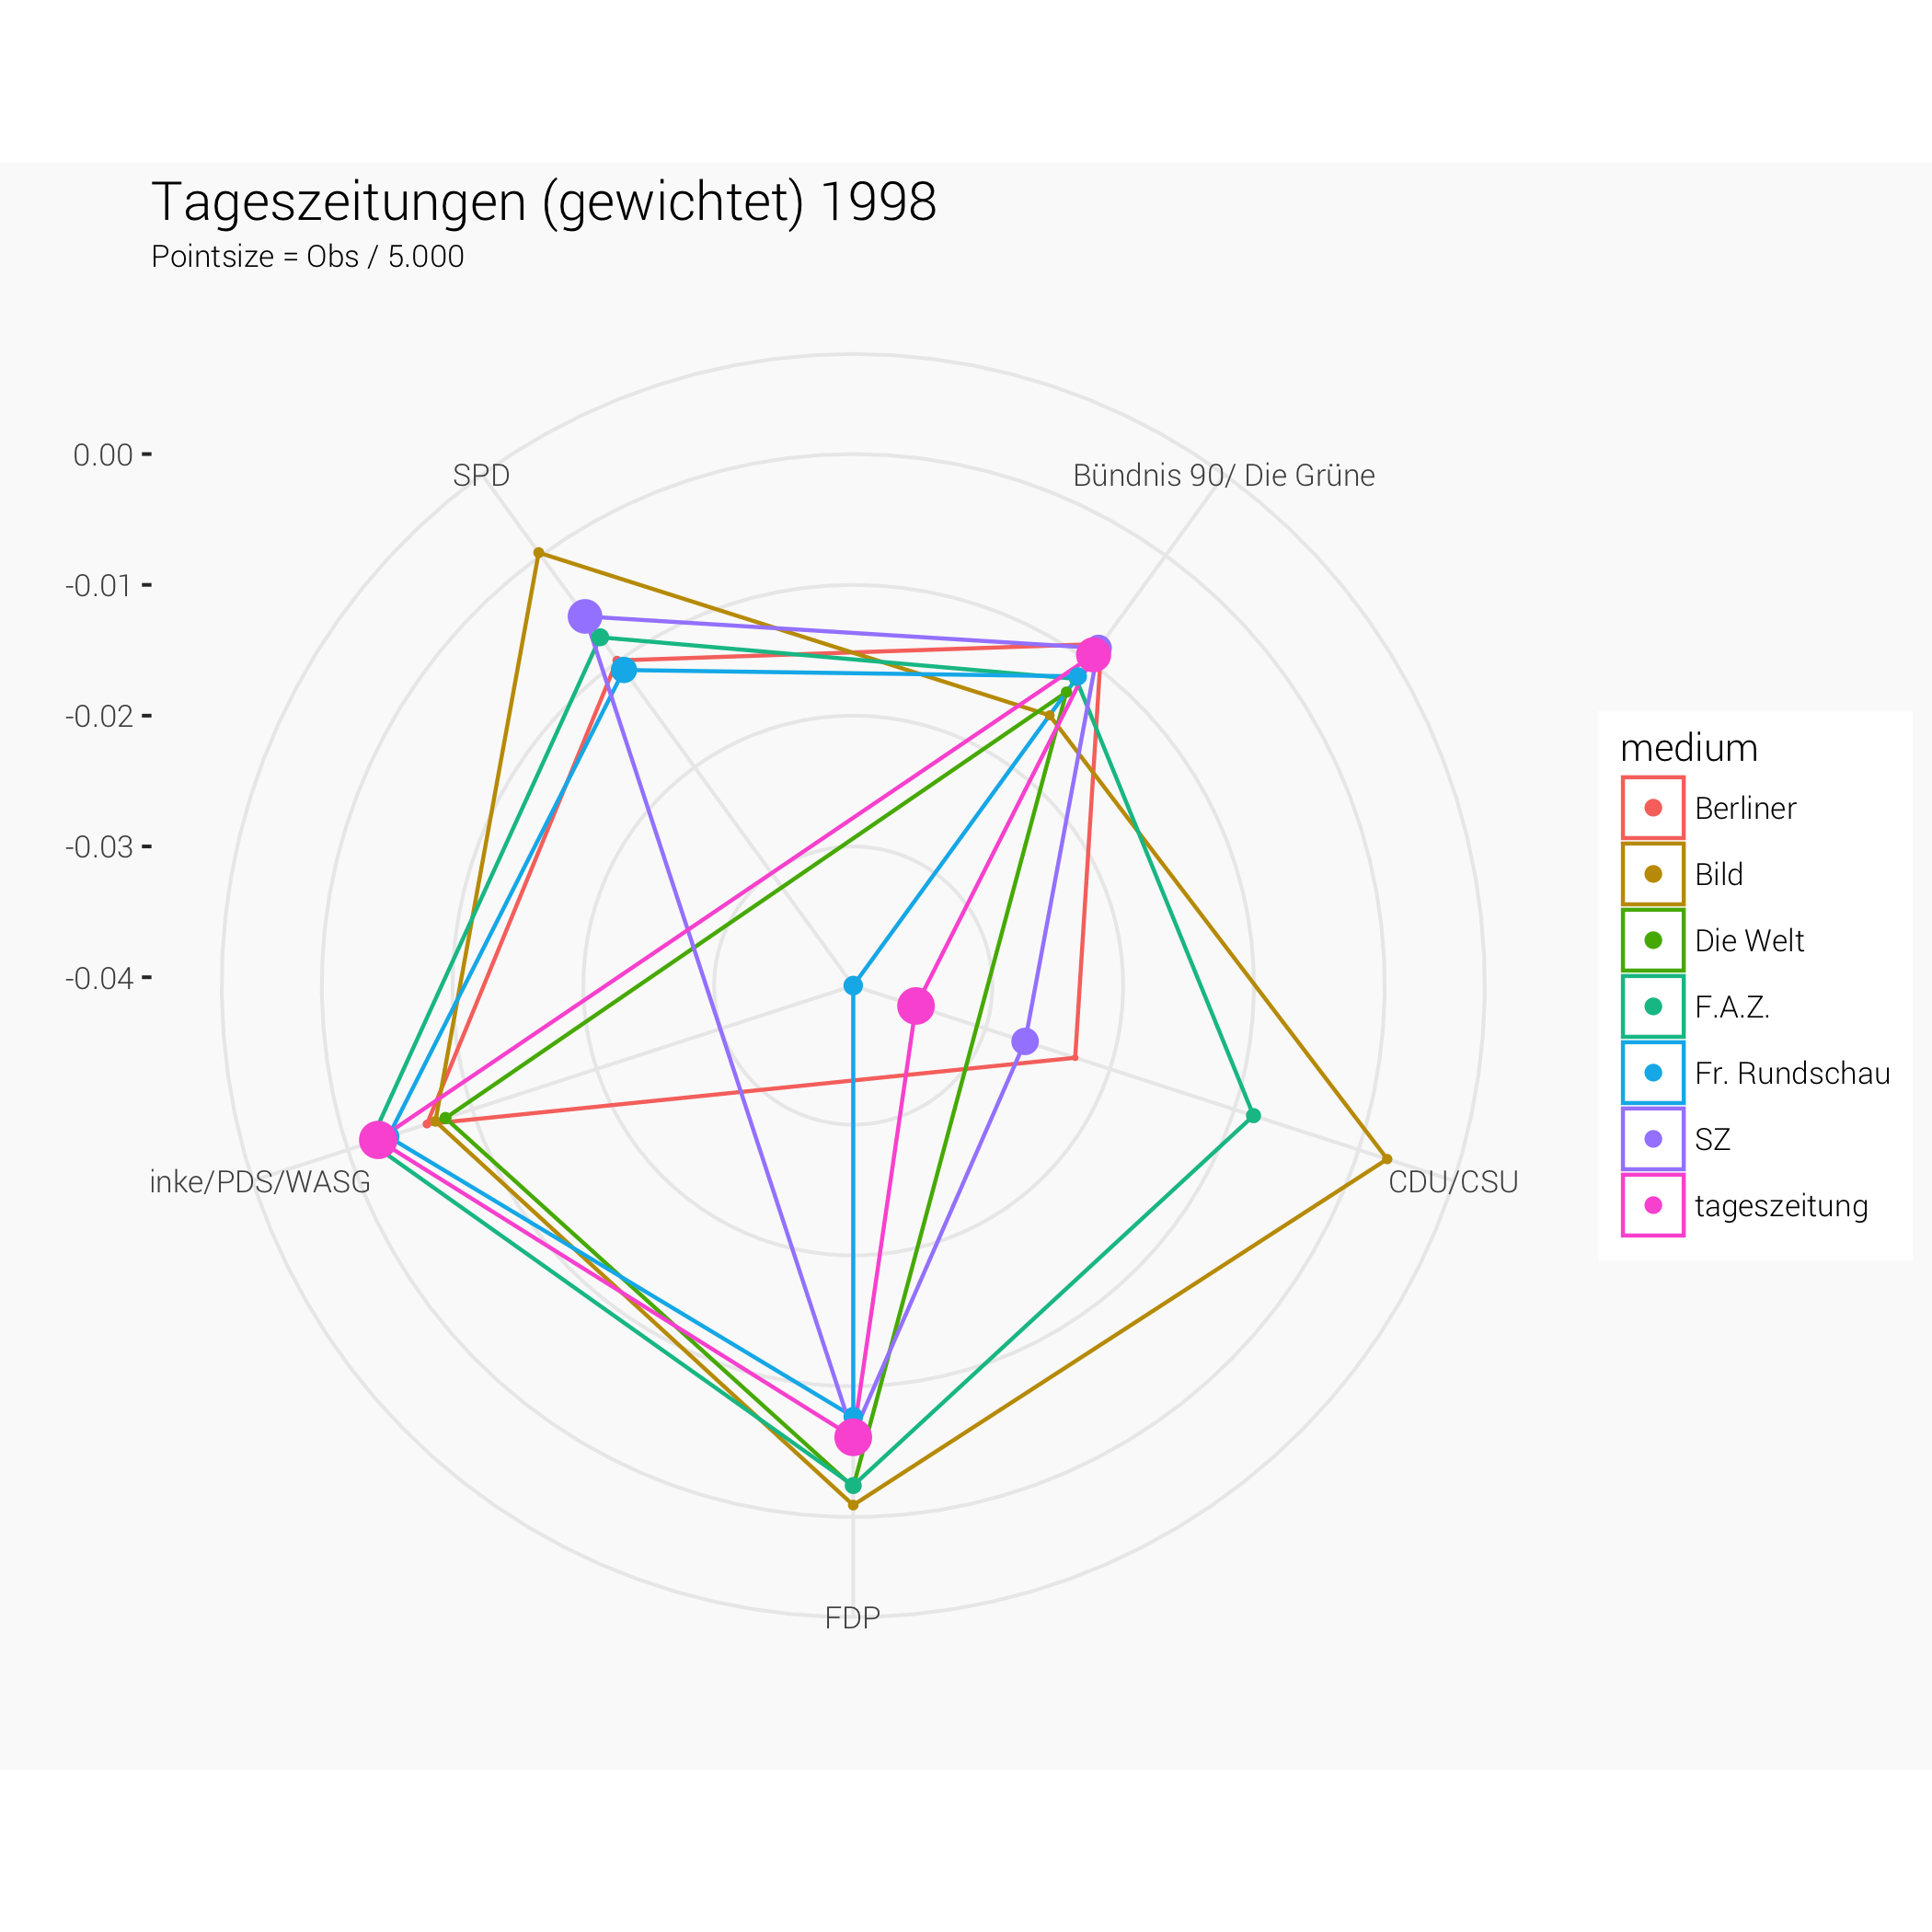 Tageszeitungen (gewichtet) 1998
Pointsize = Obs / 5.000
0.00
-0.01
-0.02
-0.03
-0.04
SPD
Bündnis 90/ Die Grüne
inke/PDS/WASG
CDU/CSU
FDP
medium
Berliner
Bild
Die Welt
F.A.Z.
Fr. Rundschau
SZ
tageszeitung